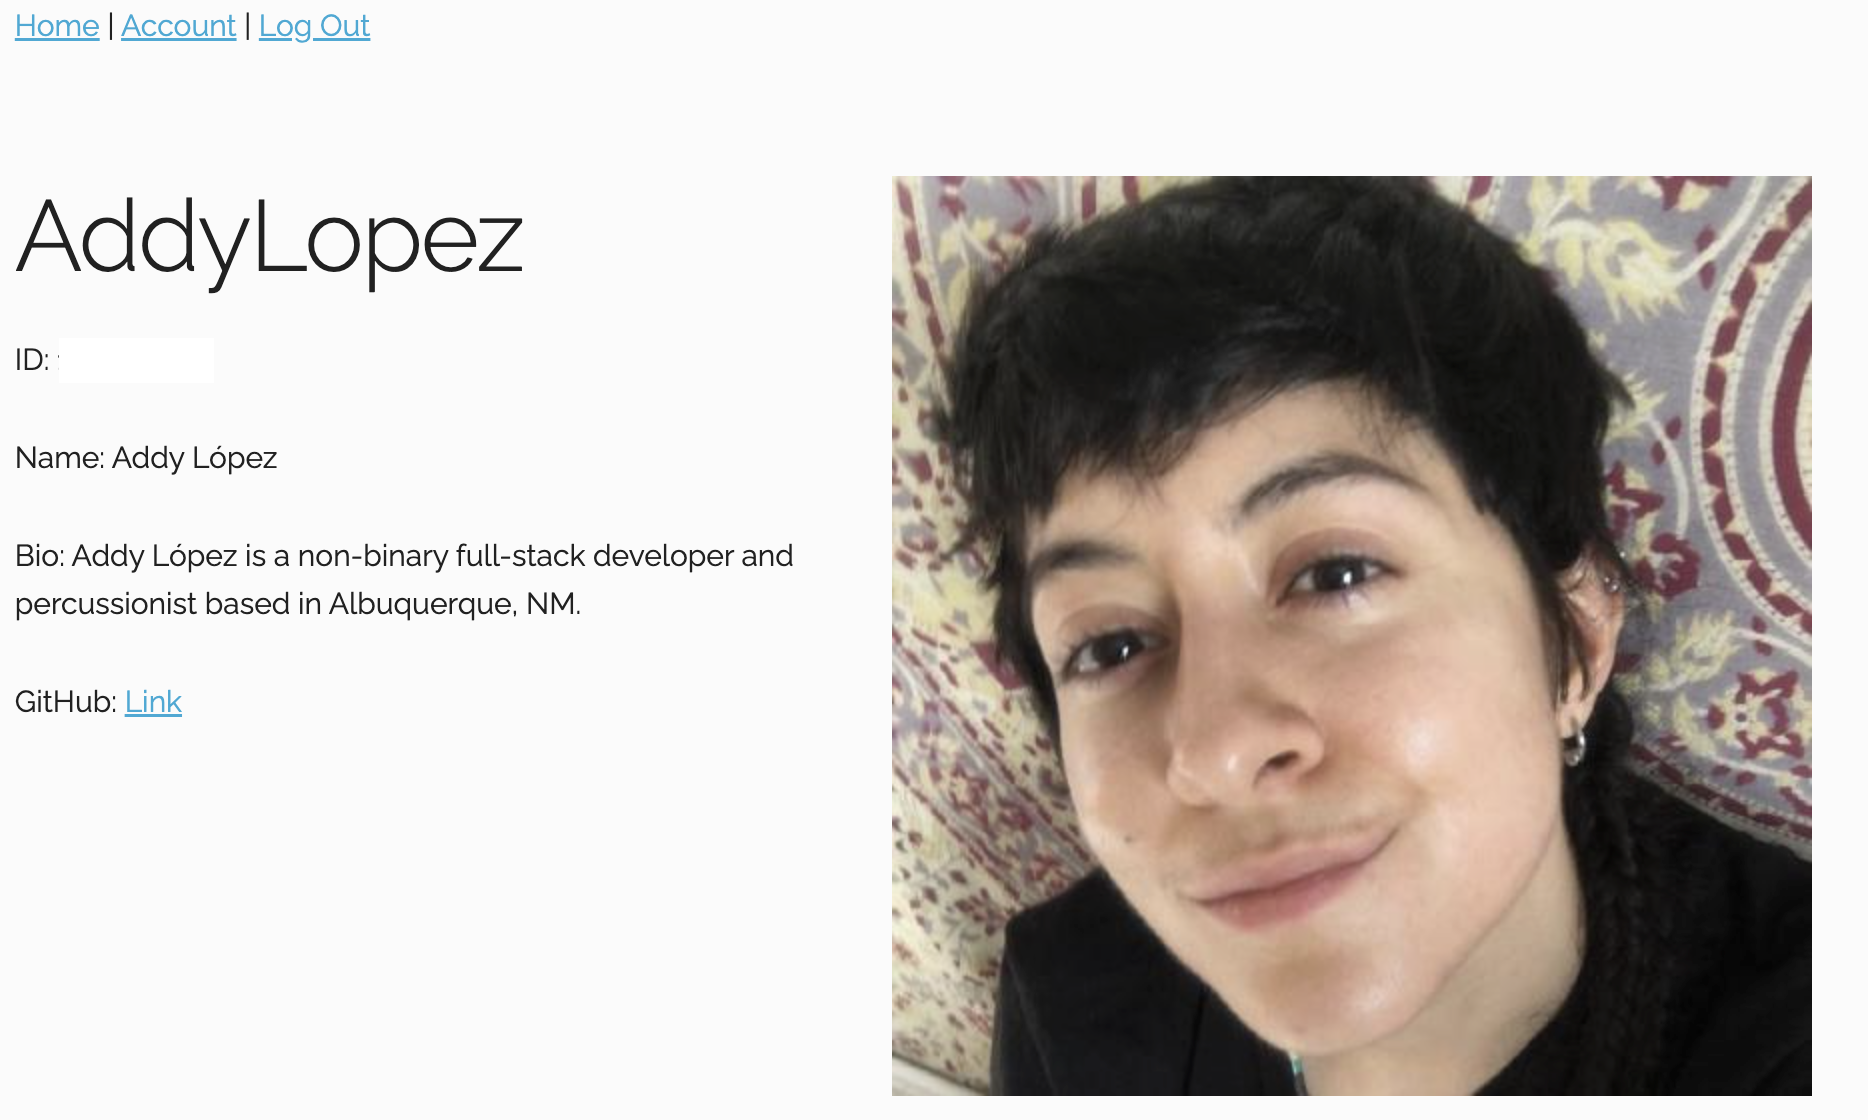 Home | Account | Log Out
AddyLopez
ID:
Name: Addy López
Bio: Addy López is a non-binary full-stack developer and
percussionist based in Albuquerque, NM.
GitHub: Link